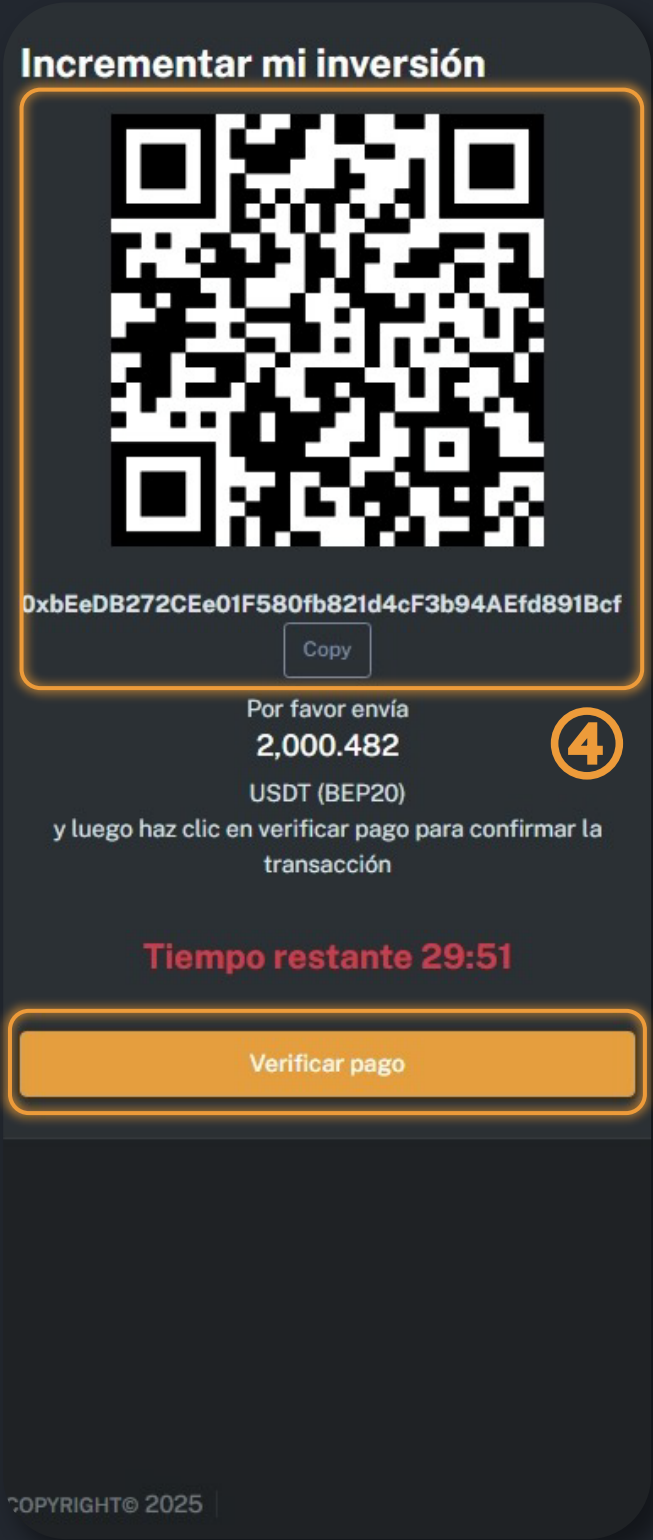 Incrementar mi inversión
0xbEeDB272CEe01F580fb821d4cF3b94AEfd891Bcf
Copy
Por favor envía
2,000.482
4
USDT (BEP20)
y luego haz clic en verificar pago para confirmar la
transacción
Tiempo restante 29:51
Verificar pago
COPYRIGHT© 2025